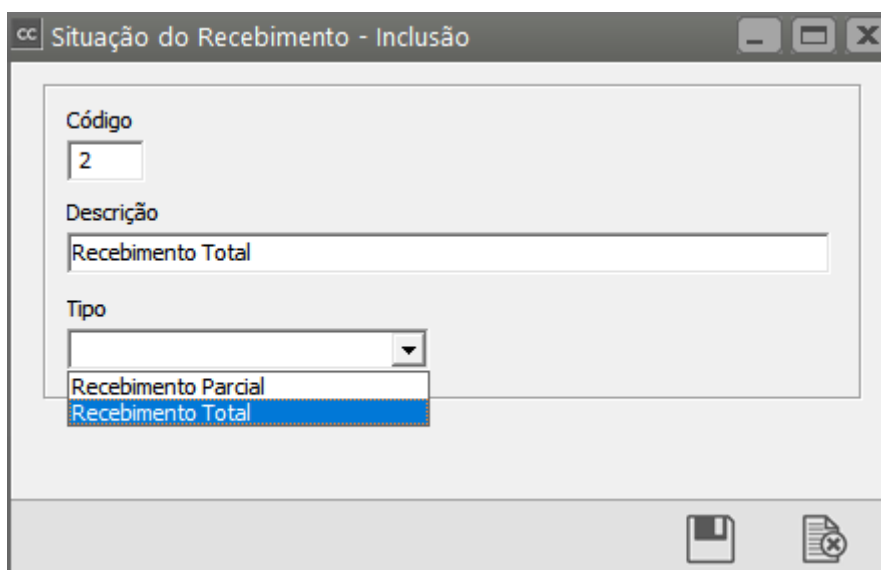 cc Situação do Recebimento - Inclusão
Código
2
Descrição
Recebimento Total
Tipo
Recebimento Parcial
Recebimento Total